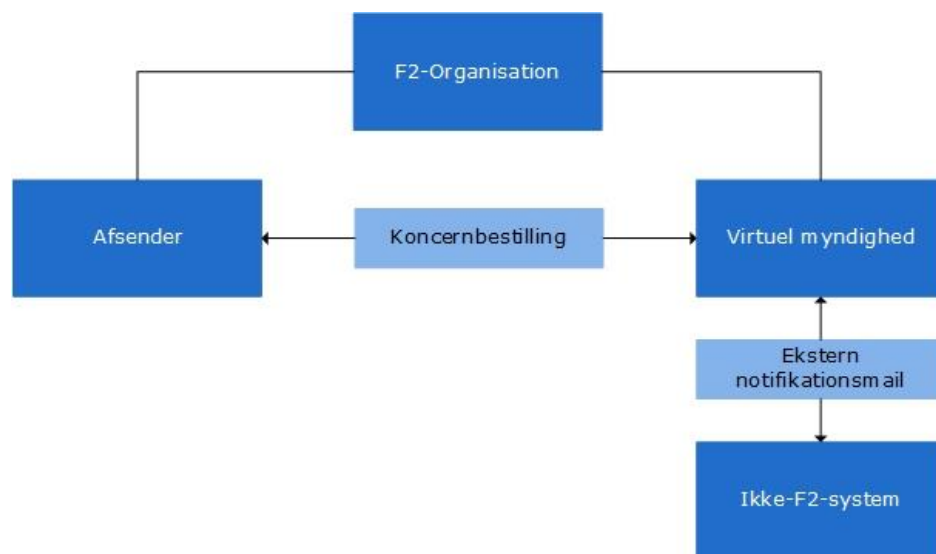 F2-Organisation
Afsender
Koncernbestilling
Virtuel myndighed
Ekstern
notifikationsmail
Ikke-F2-system